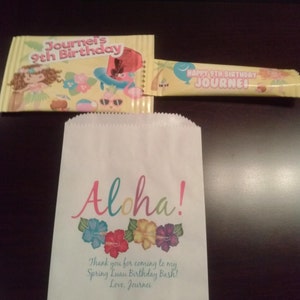 Journei's
9th Birthday
HAPPY 9TH BIRTHDAY
JOURNEI
Aloha!
Thank you for coming to my
Spring Luau Birthday Bash!
Love, Journei